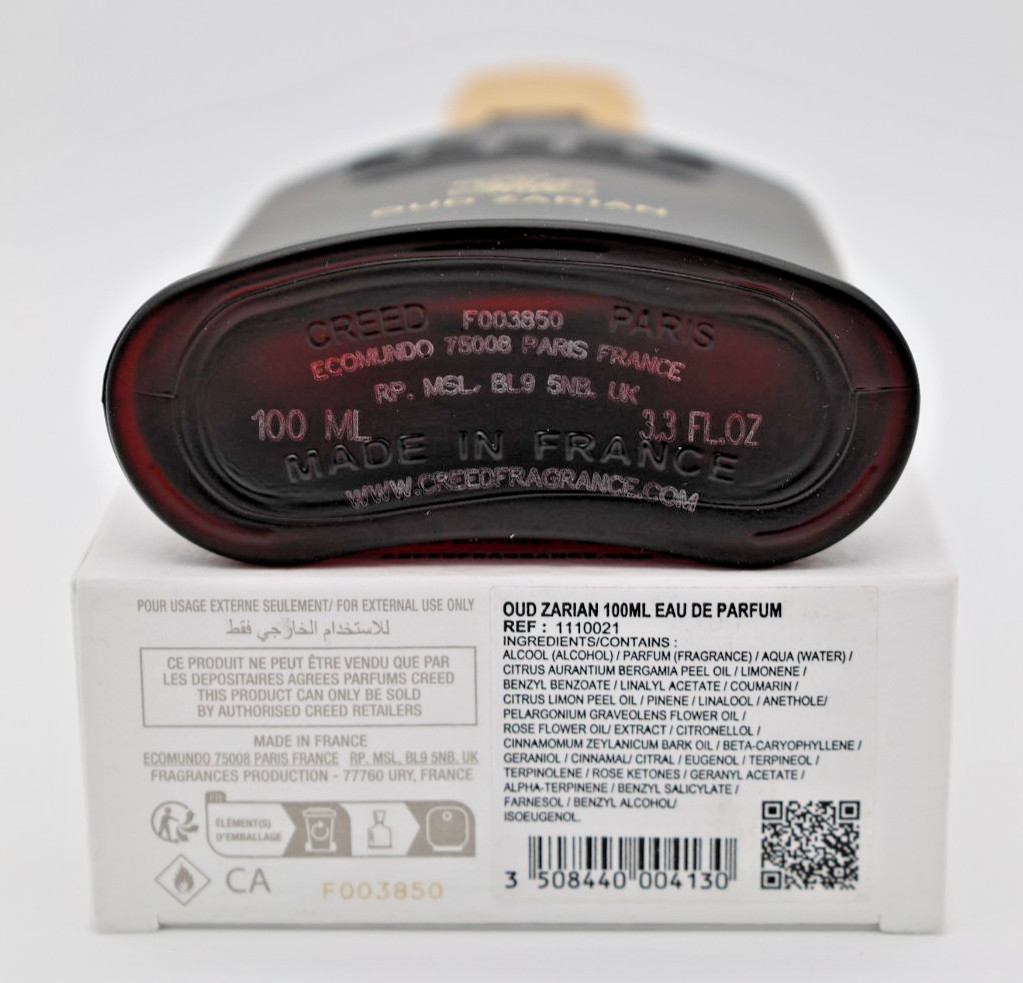 OUD ZARIAN
CREED F003850 PARIS
ECOMUNDO 75008 PARIS FRANCE
RP. MSL, BL9 5NB. UK
100 ML 3.3 FL.OZ
MADE IN FRANCE
WWW.CREEDFRAGRANCE.COM
POUR USAGE EXTERNE SEULEMENT/ FOR EXTERNAL USE ONLY
للاستخدام الخارجي فقط
CE PRODUIT NE PEUT ÊTRE VENDU QUE PAR
LES DEPOSITAIRES AGREES PARFUMS CREED
THIS PRODUCT CAN ONLY BE SOLD
BY AUTHORISED CREED RETAILERS
MADE IN FRANCE
ECOMUNDO 75008 PARIS FRANCE RP. MSL, BL9 5NB. UK
FRAGRANCES PRODUCTION - 77760 URY, FRANCE
FR
ÉLÉMENT(S)
D'EMBALLAGE
CA
F003850
OUD ZARIAN 100ML EAU DE PARFUM
REF : 1110021
INGREDIENTS/CONTAINS :
ALCOOL (ALCOHOL) / PARFUM (FRAGRANCE) / AQUA (WATER) /
CITRUS AURANTIUM BERGAMIA PEEL OIL / LIMONENE /
BENZYL BENZOATE / LINALYL ACETATE / COUMARIN /
CITRUS LIMON PEEL OIL / PINENE / LINALOOL / ANETHOLE/
PELARGONIUM GRAVEOLENS FLOWER OIL /
ROSE FLOWER OIL/ EXTRACT / CITRONELLOL /
CINNAMOMUM ZEYLANICUM BARK OIL / BETA-CARYOPHYLLENE /
GERANIOL / CINNAMAL/ CITRAL / EUGENOL / TERPINEOL /
TERPINOLENE / ROSE KETONES / GERANYL ACETATE /
ALPHA-TERPINENE / BENZYL SALICYLATE /
FARNESOL / BENZYL ALCOHOL/
ISOEUGENOL.
3 508440 004130